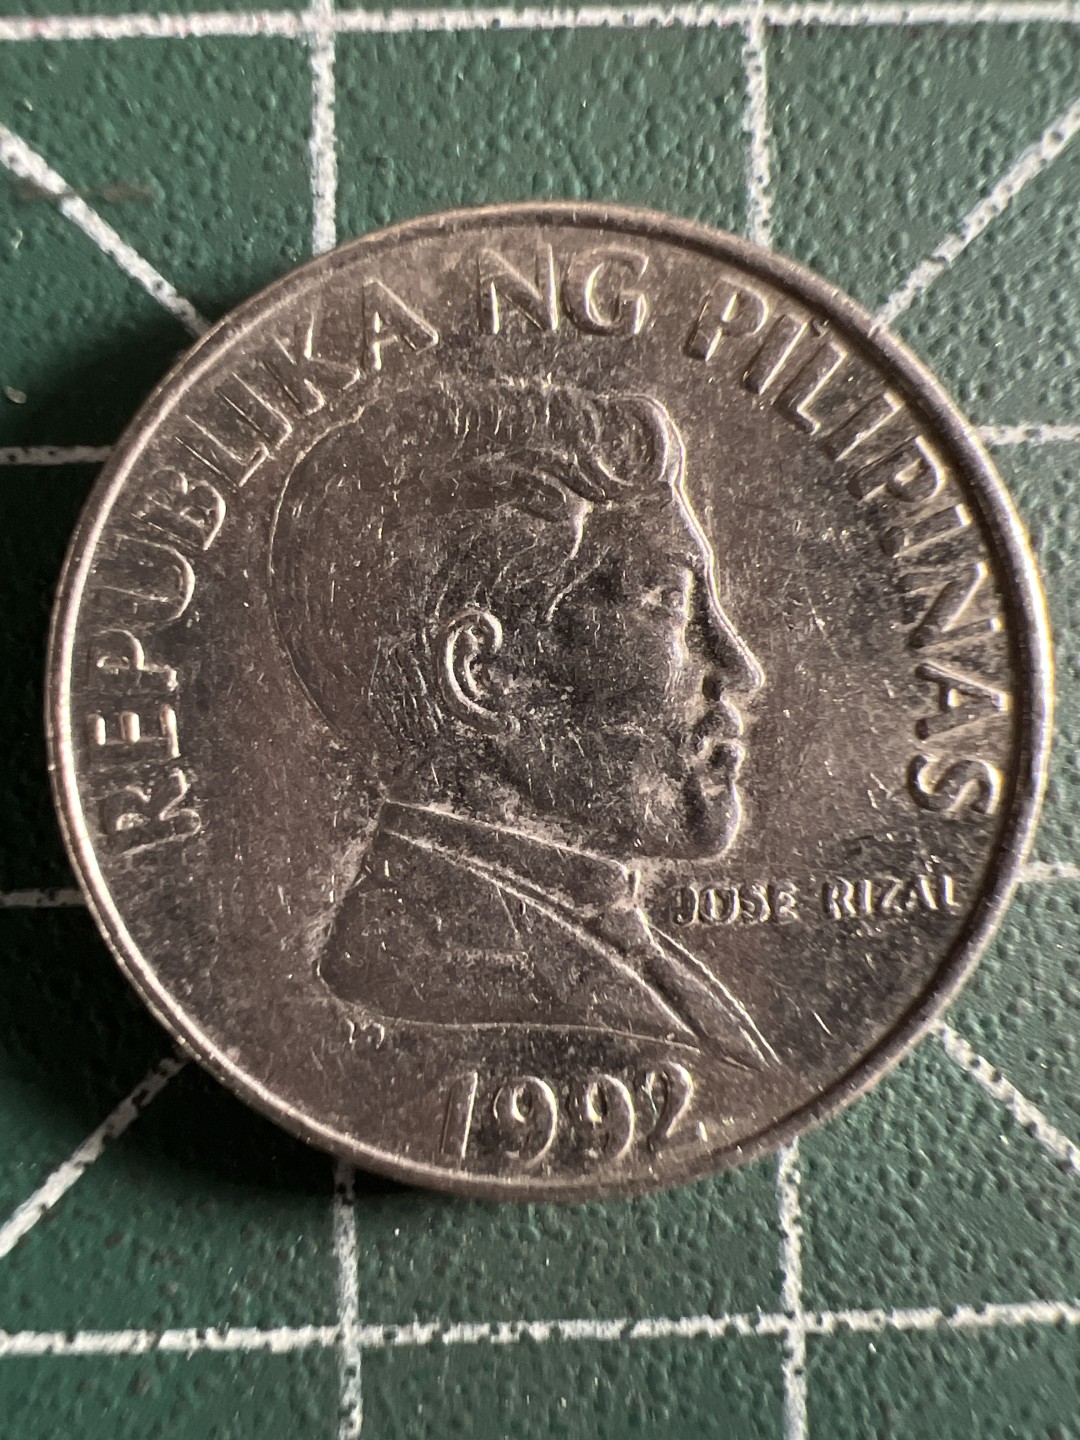 REPUBLIKA NG PILIPINAS
JOSE RIZAL
1992